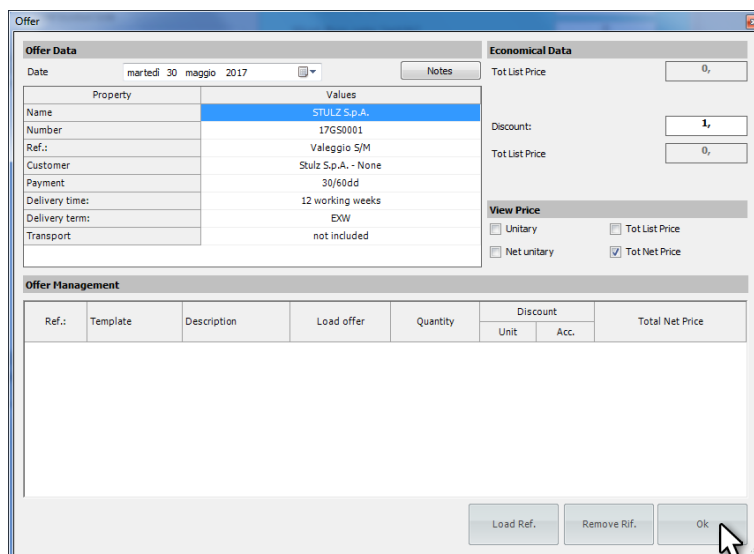 Offer
Offer Data
Date martedì 30 maggio 2017 Notes
Property Values
Name STULZ S.p.A.
Number 17GS0001
Ref.: Valeggio S/M
Customer Stulz S.p.A. - None
Payment 30/60dd
Delivery time: 12 working weeks
Delivery term: EXW
Transport not included
Economical Data
Tot List Price 0,
Discount: 1,
Tot List Price 0,
View Price
Unitary Tot List Price
Net unitary Tot Net Price
Offer Management
Ref.: Template Description Load offer Quantity Discount Total Net Price
Unit Acc.
Load Ref. Remove Rif. Ok